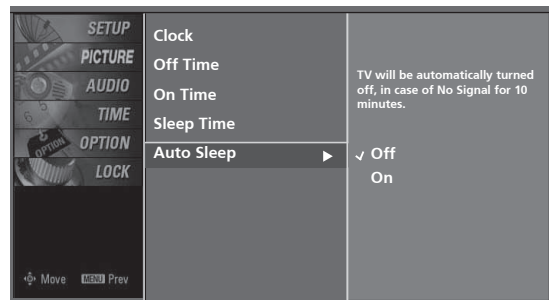 SETUP
PICTURE
AUDIO
TIME
OPTION
LOCK
Move MENU Prev
Clock
Off Time
On Time
Sleep Time
Auto Sleep
TV will be automatically turned
off, in case of No Signal for 10
minutes.
Off
On